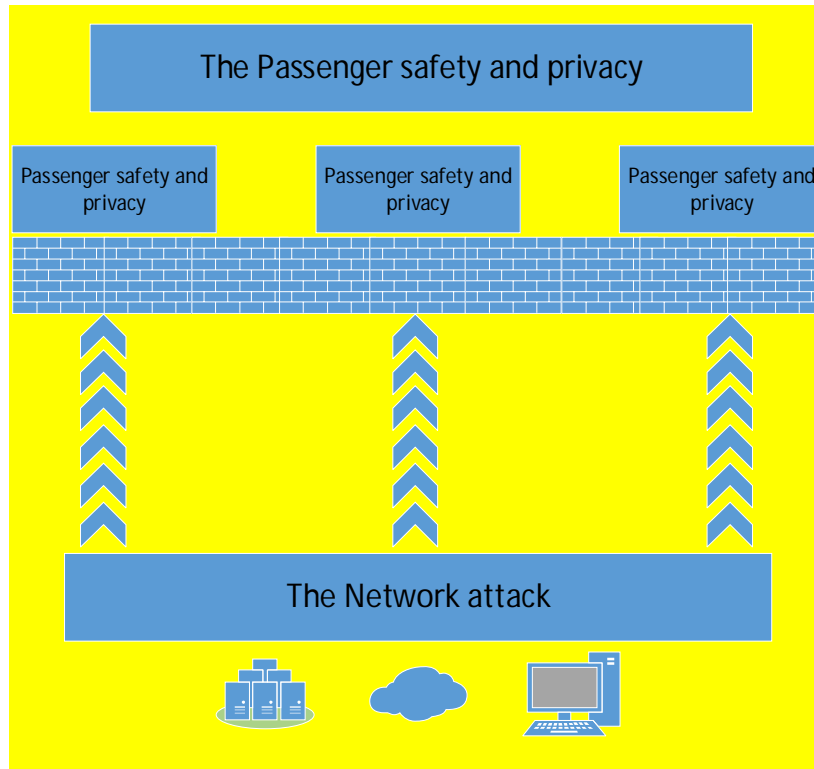 The Passenger safety and privacy
Passenger safety and
privacy
Passenger safety and
privacy
Passenger safety and
privacy
The Network attack